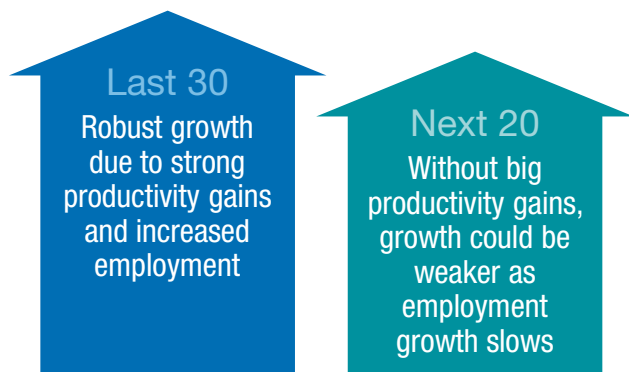 Last 30
Robust growth
due to strong
productivity gains
and increased
employment
Next 20
Without big
productivity gains,
growth could be
weaker as
employment
growth slows